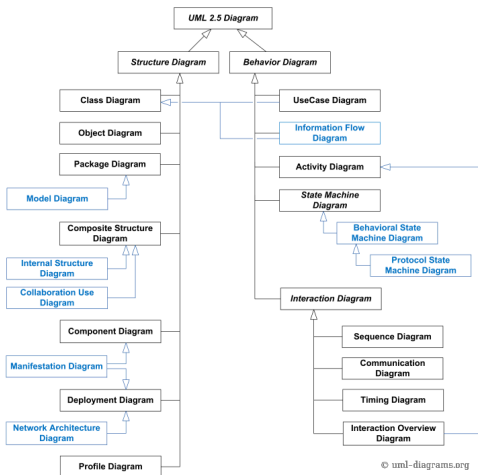 UML 2.5 Diagram
Structure Diagram
Behavior Diagram
Class Diagram
UseCase Diagram
Object Diagram
Information Flow
Diagram
Package Diagram
Activity Diagram
Model Diagram
State Machine
Diagram
Composite Structure
Diagram
Behavioral State
Machine Diagram
Internal Structure
Diagram
Protocol State
Machine Diagram
Collaboration Use
Diagram
Interaction Diagram
Component Diagram
Sequence Diagram
Manifestation Diagram
Communication
Diagram
Deployment Diagram
Timing Diagram
Network Architecture
Diagram
Interaction Overview
Diagram
Profile Diagram
© uml-diagrams.org